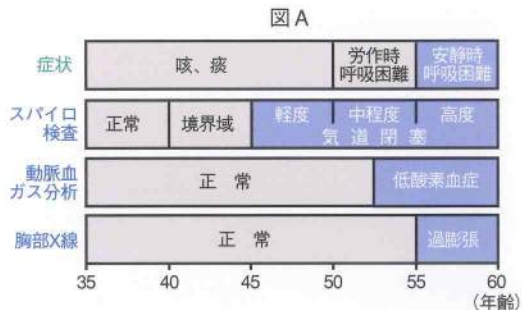 図A
症状
咳、痰
労作時
呼吸困難
安静時
呼吸困難
スパイロ
検査
正常
境界域
軽度
中程度
高度
気道閉塞
動脈血
ガス分析
正常
低酸素血症
胸部X線
正常
過膨張
35 40 45 50 55 60
(年齢)